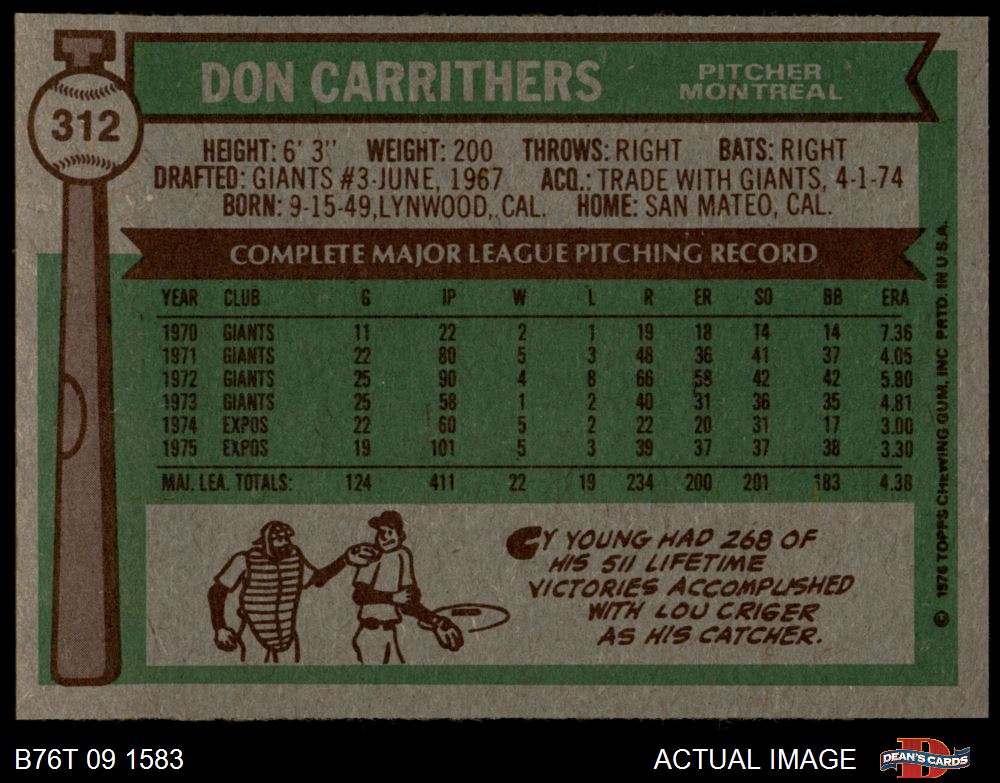 312
DON CARRITHERS
PITCHER
MONTREAL
HEIGHT: 6' 3'' WEIGHT: 200 THROWS: RIGHT BATS: RIGHT
DRAFTED: GIANTS #3-JUNE, 1967 ACQ.: TRADE WITH GIANTS, 4-1-74
BORN: 9-15-49, LYNWOOD, CAL. HOME: SAN MATEO, CAL.
COMPLETE MAJOR LEAGUE PITCHING RECORD
YEAR CLUB G IP W L R ER SO BB ERA
1970 GIANTS 11 22 2 1 19 18 14 14 7.36
1971 GIANTS 22 80 5 3 48 36 41 37 4.05
1972 GIANTS 25 90 4 8 66 58 42 42 5.80
1973 GIANTS 25 58 1 2 40 31 36 35 4.81
1974 EXPOS 22 60 5 2 22 20 31 17 3.00
1975 EXPOS 19 101 5 3 39 37 37 38 3.30
MAJ. LEA. TOTALS: 124 411 22 19 234 200 201 183 4.38
CY YOUNG HAD 268 OF
HIS 511 LIFETIME
VICTORIES ACCOMPLISHED
WITH LOU CRIGER
AS HIS CATCHER.
© 1976 TOPPS CHEWING GUM, INC PRTD. IN U.S.A.
B76T 09 1583
ACTUAL IMAGE
DEAN'S CARDS